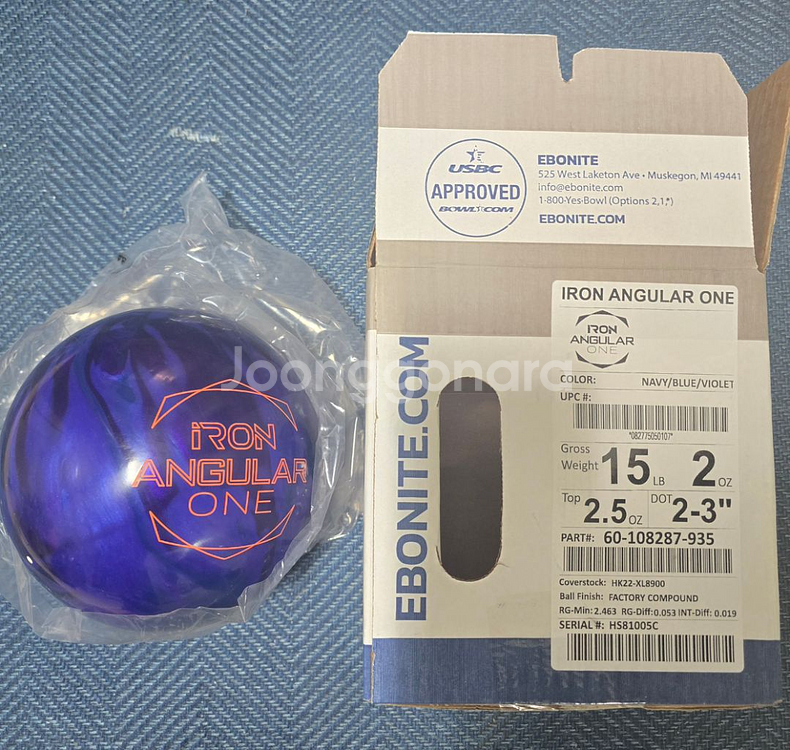 USBC
APPROVED
BOWL.COM
EBONITE
525 West Laketon Ave • Muskegon, MI 49441
info@ebonite.com
1-800-Yes-Bowl (Options 2,1,*)
EBONITE.COM
iRON
ANGULAR
ONE
EBONITE.COM
IRON ANGULAR ONE
iRON
ANGULAR
ONE
COLOR: NAVY/BLUE/VIOLET
UPC #:
*082775050107*
Gross Weight 15 LB 2 OZ
Top 2.5 OZ DOT 2-3"
PART#: 60-108287-935
Coverstock: HK22-XL8900
Ball Finish: FACTORY COMPOUND
RG-Min: 2.463 RG-Diff: 0.053 INT-Diff: 0.019
SERIAL #: HS81005C
Joonggonara